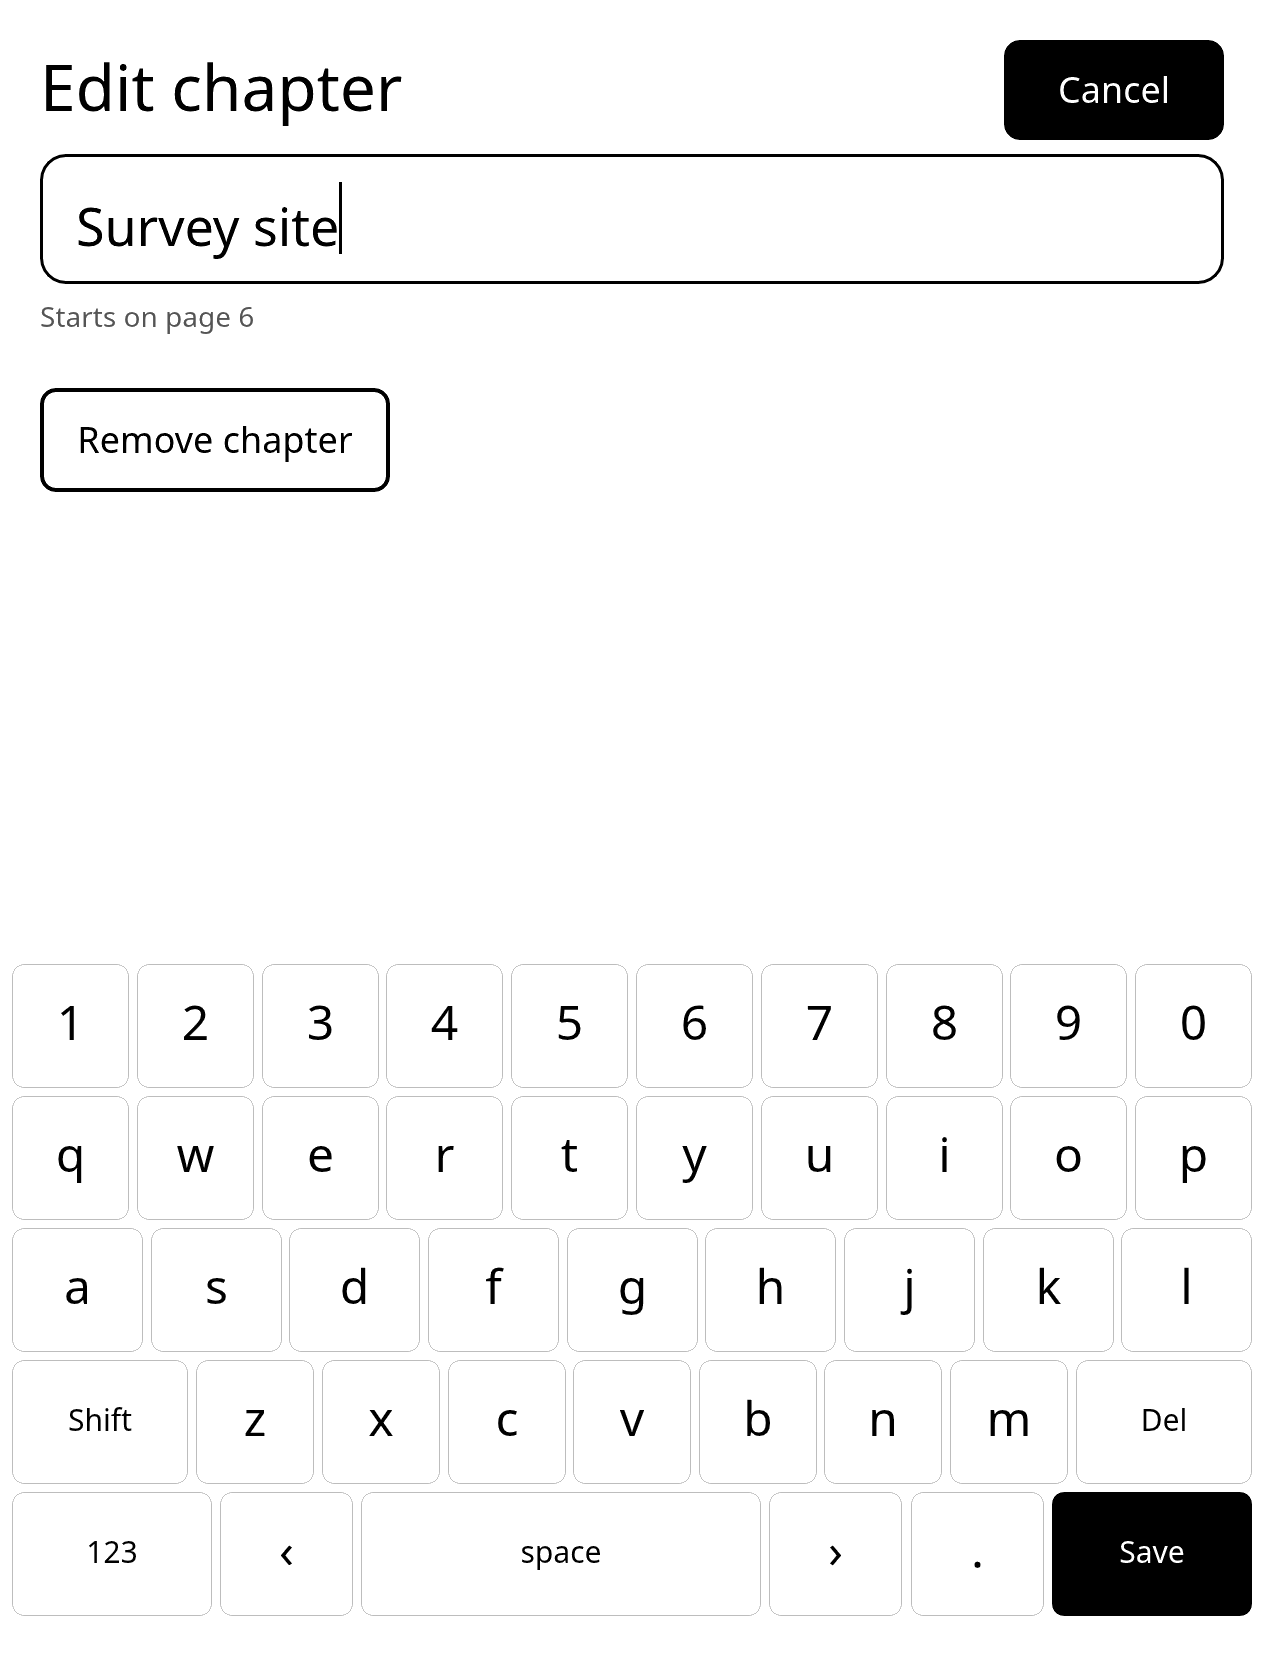 Edit chapter
Cancel
Survey site
Starts on page 6
Remove chapter
1 2 3 4 5 6 7 8 9 0
q w e r t y u i o p
a s d f g h j k l
Shift z x c v b n m Del
123 ‹ space › . Save